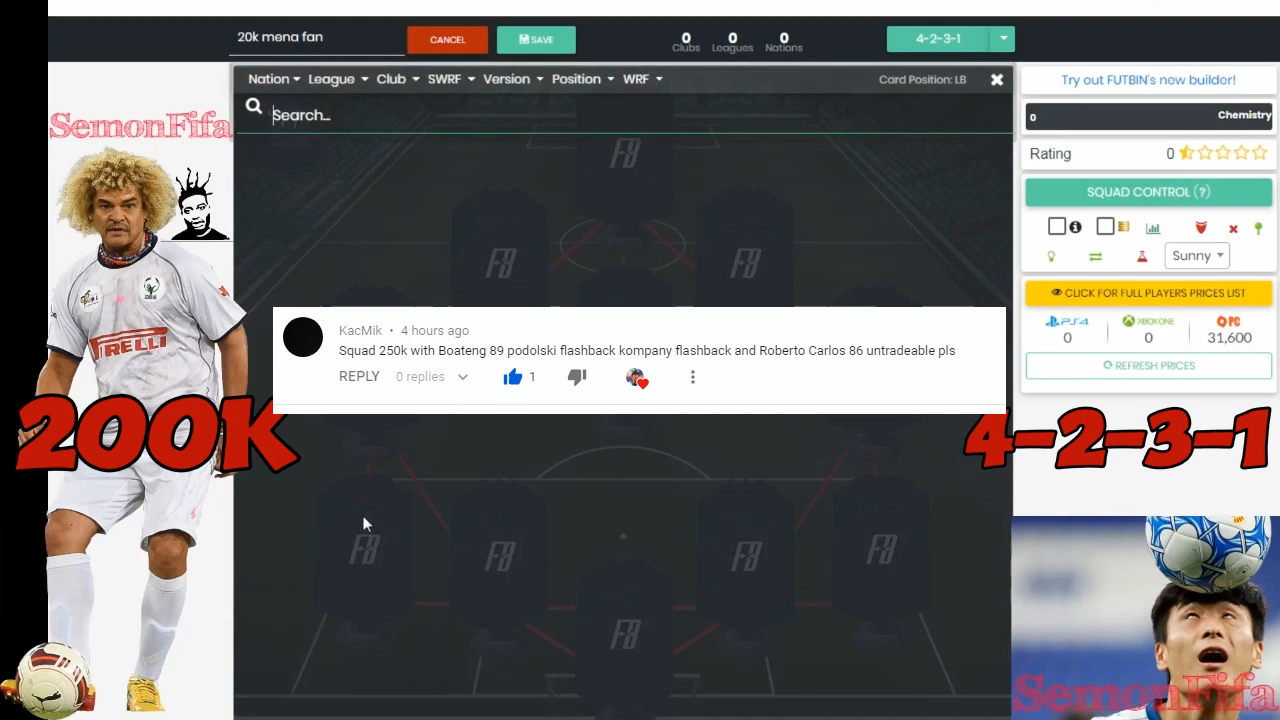 20k mena fan
CANCEL
SAVE
0
Clubs
0
Leagues
0
Nations
4-2-3-1
Nation League Club SWRF Version Position WRF
Card Position: LB
Search...
Try out FUTBIN's new builder!
0 Chemistry
Rating 0
SQUAD CONTROL (?)
Sunny
CLICK FOR FULL PLAYERS PRICES LIST
PS4 XBOX ONE PC
0 0 31,600
REFRESH PRICES
SemonFifa
IRELLI
KacMik • 4 hours ago
Squad 250k with Boateng 89 podolski flashback kompany flashback and Roberto Carlos 86 untradeable pls
REPLY 0 replies 1
200K
4-2-3-1
SemonFifa